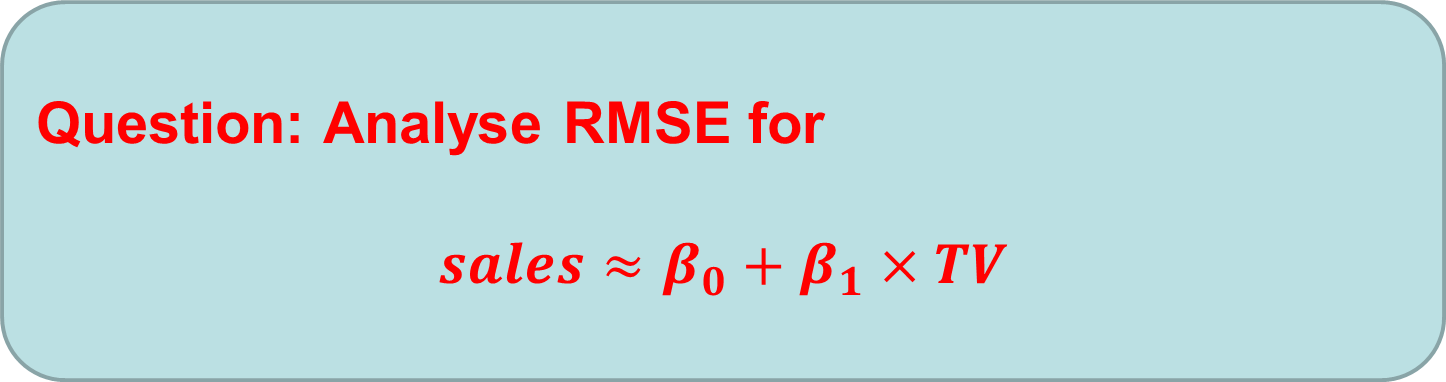 Question: Analyse RMSE for
sales ≈ β₀ + β₁ × TV